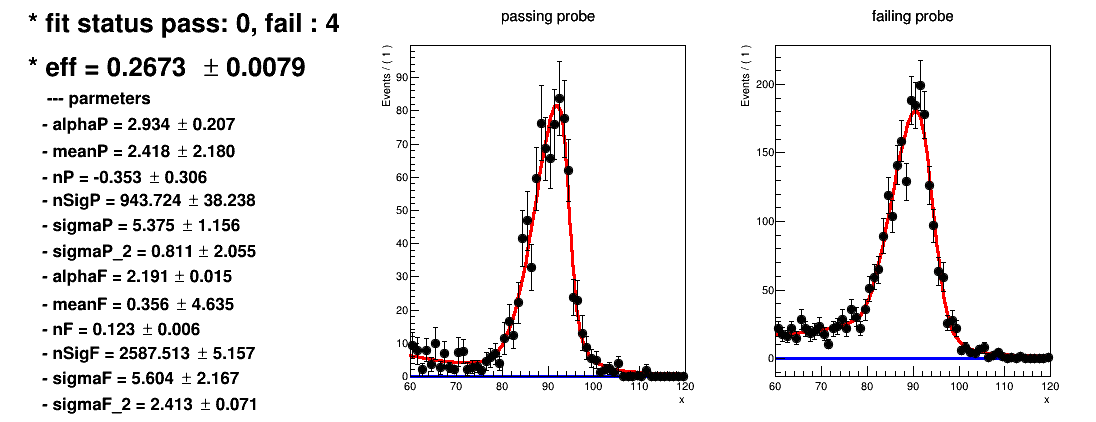 * fit status pass: 0, fail : 4
* eff = 0.2673 ± 0.0079
--- parmeters
- alphaP = 2.934 ± 0.207
- meanP = 2.418 ± 2.180
- nP = -0.353 ± 0.306
- nSigP = 943.724 ± 38.238
- sigmaP = 5.375 ± 1.156
- sigmaP_2 = 0.811 ± 2.055
- alphaF = 2.191 ± 0.015
- meanF = 0.356 ± 4.635
- nF = 0.123 ± 0.006
- nSigF = 2587.513 ± 5.157
- sigmaF = 5.604 ± 2.167
- sigmaF_2 = 2.413 ± 0.071
passing probe
Events / ( 1 )
90
80
70
60
50
40
30
20
10
0
60 70 80 90 100 110 120
x
failing probe
Events / ( 1 )
200
150
100
50
0
60 70 80 90 100 110 120
x